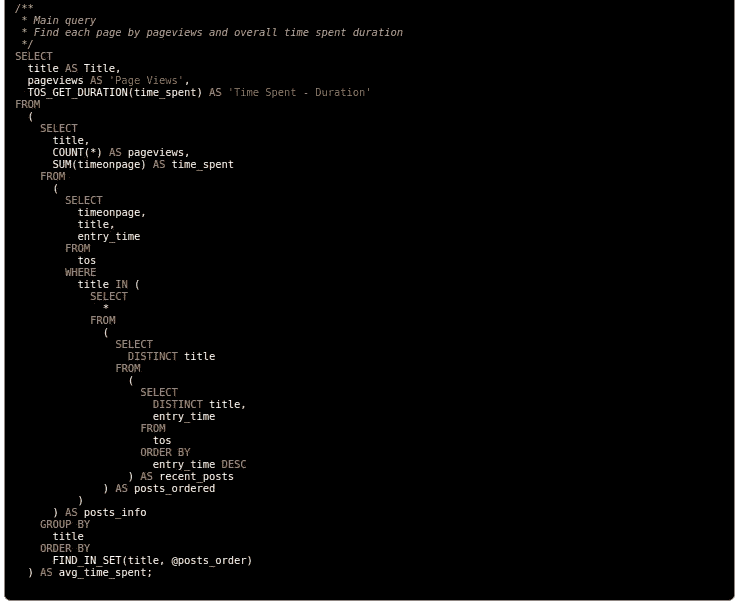 /**
 * Main query
 * Find each page by pageviews and overall time spent duration
 */
SELECT
  title AS Title,
  pageviews AS 'Page Views',
  TOS_GET_DURATION(time_spent) AS 'Time Spent - Duration'
FROM
  (
    SELECT
      title,
      COUNT(*) AS pageviews,
      SUM(timeonpage) AS time_spent
    FROM
      (
        SELECT
          timeonpage,
          title,
          entry_time
        FROM
          tos
        WHERE
          title IN (
            SELECT
              *
            FROM
              (
                SELECT
                  DISTINCT title
                FROM
                  (
                    SELECT
                      DISTINCT title,
                      entry_time
                    FROM
                      tos
                    ORDER BY
                      entry_time DESC
                  ) AS recent_posts
              ) AS posts_ordered
          )
      ) AS posts_info
    GROUP BY
      title
    ORDER BY
      FIND_IN_SET(title, @posts_order)
  ) AS avg_time_spent;